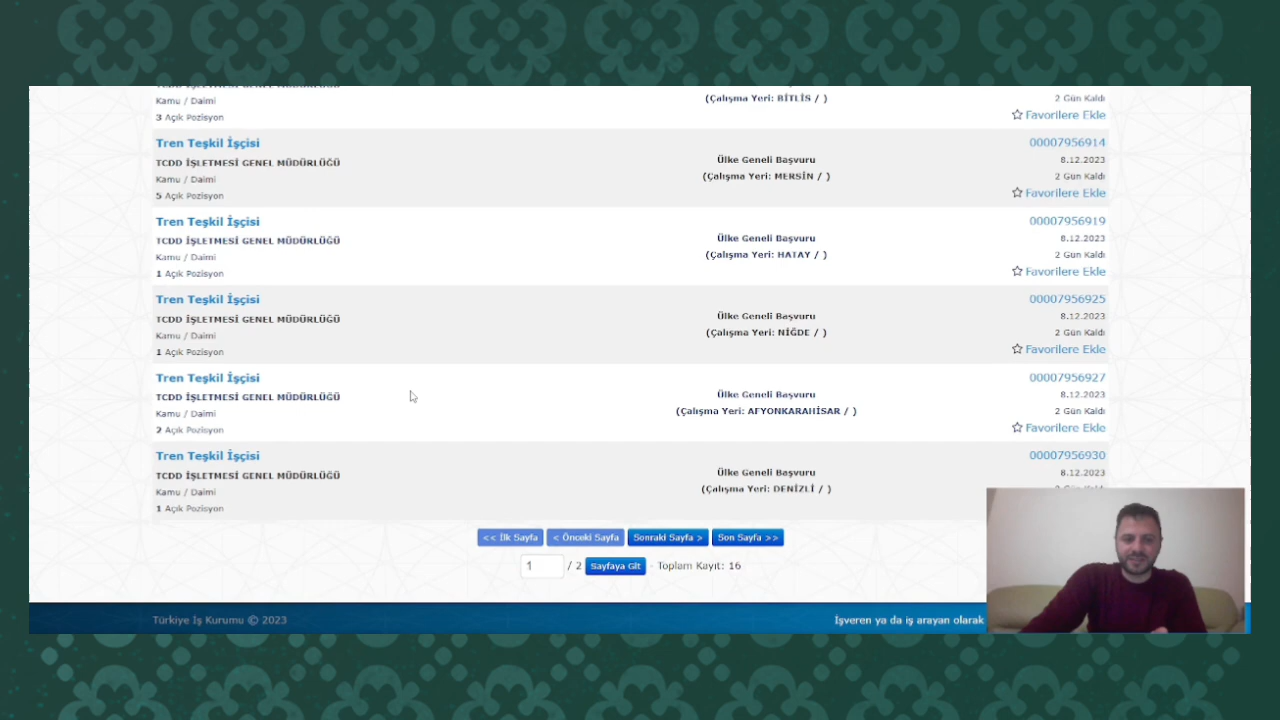 Kamu / Daimi
3 Açık Pozisyon
(Çalışma Yeri: BİTLİS / )
2 Gün Kaldı
Favorilere Ekle
Tren Teşkil İşçisi
TCDD İŞLETMESİ GENEL MÜDÜRLÜĞÜ
Kamu / Daimi
5 Açık Pozisyon
Ülke Geneli Başvuru
(Çalışma Yeri: MERSİN / )
00007956914
8.12.2023
2 Gün Kaldı
Favorilere Ekle
Tren Teşkil İşçisi
TCDD İŞLETMESİ GENEL MÜDÜRLÜĞÜ
Kamu / Daimi
1 Açık Pozisyon
Ülke Geneli Başvuru
(Çalışma Yeri: HATAY / )
00007956919
8.12.2023
2 Gün Kaldı
Favorilere Ekle
Tren Teşkil İşçisi
TCDD İŞLETMESİ GENEL MÜDÜRLÜĞÜ
Kamu / Daimi
1 Açık Pozisyon
Ülke Geneli Başvuru
(Çalışma Yeri: NİĞDE / )
00007956925
8.12.2023
2 Gün Kaldı
Favorilere Ekle
Tren Teşkil İşçisi
TCDD İŞLETMESİ GENEL MÜDÜRLÜĞÜ
Kamu / Daimi
2 Açık Pozisyon
Ülke Geneli Başvuru
(Çalışma Yeri: AFYONKARAHİSAR / )
00007956927
8.12.2023
2 Gün Kaldı
Favorilere Ekle
Tren Teşkil İşçisi
TCDD İŞLETMESİ GENEL MÜDÜRLÜĞÜ
Kamu / Daimi
1 Açık Pozisyon
Ülke Geneli Başvuru
(Çalışma Yeri: DENİZLİ / )
00007956930
8.12.2023
<< İlk Sayfa < Önceki Sayfa Sonraki Sayfa > Son Sayfa >>
1 / 2 Sayfaya Git - Toplam Kayıt: 16
Türkiye İş Kurumu © 2023
İşveren ya da iş arayan olarak